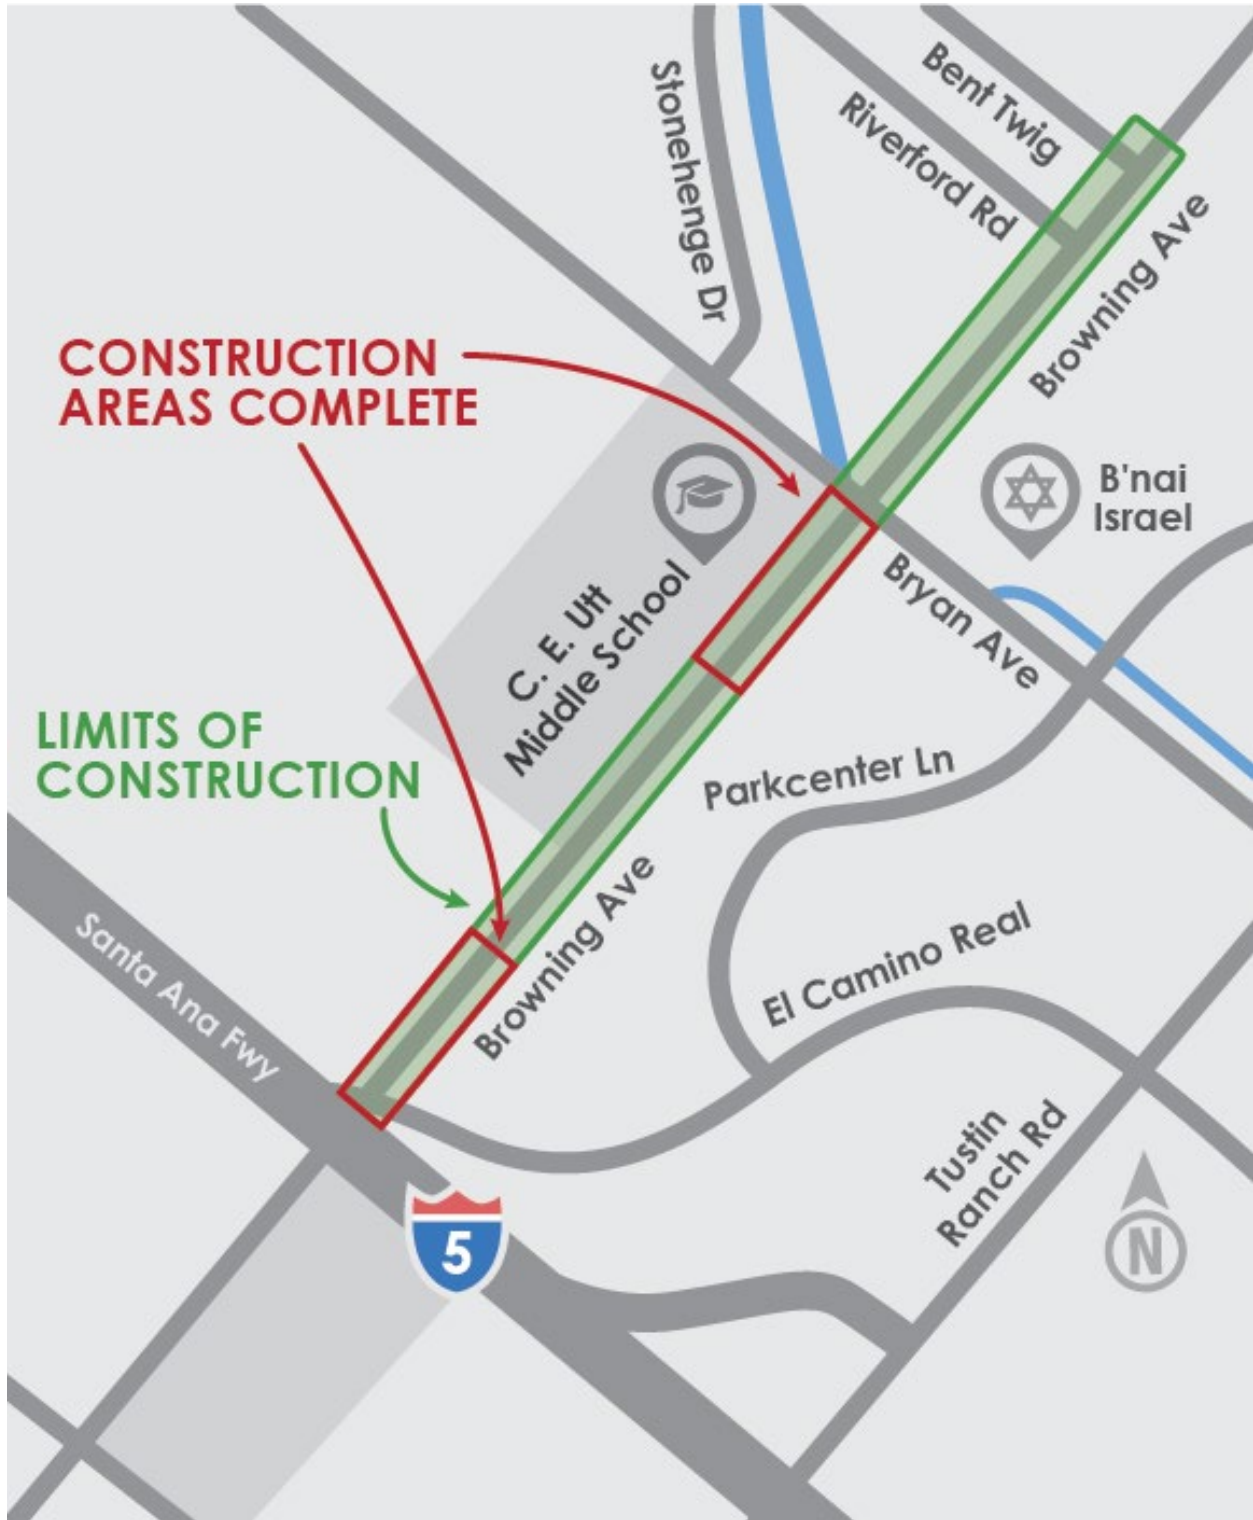 Bent Twig
Riverford Rd
Stonehenge Dr
Browning Ave
CONSTRUCTION
AREAS COMPLETE
B'nai
Israel
C. E. Utt
Middle School
Bryan Ave
LIMITS OF
CONSTRUCTION
Parkcenter Ln
Browning Ave
Santa Ana Fwy
El Camino Real
Tustin
Ranch Rd
5
N